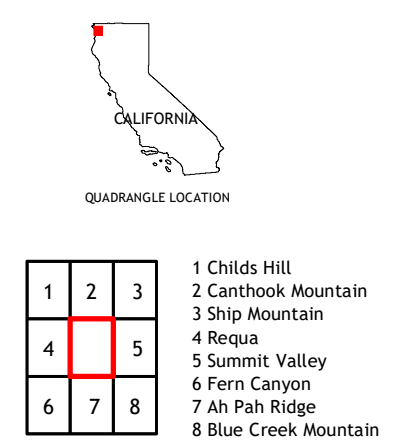 CALIFORNIA
QUADRANGLE LOCATION
1 2 3
4 5
6 7 8
1 Childs Hill
2 Canthook Mountain
3 Ship Mountain
4 Requa
5 Summit Valley
6 Fern Canyon
7 Ah Pah Ridge
8 Blue Creek Mountain